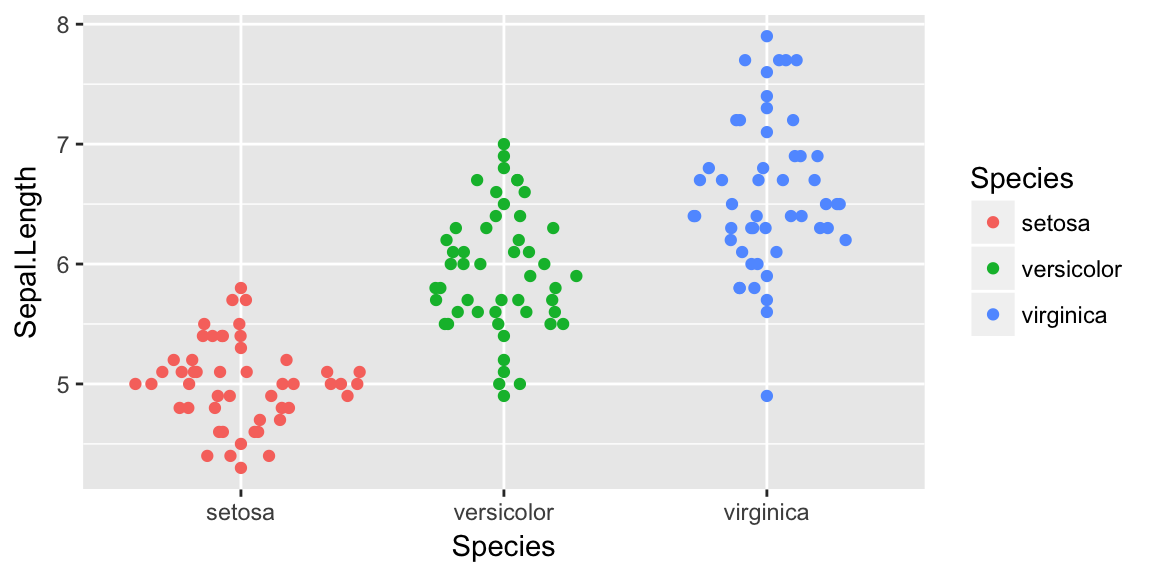 Sepal.Length
8
7
6
5
setosa
versicolor
virginica
Species
Species
setosa
versicolor
virginica